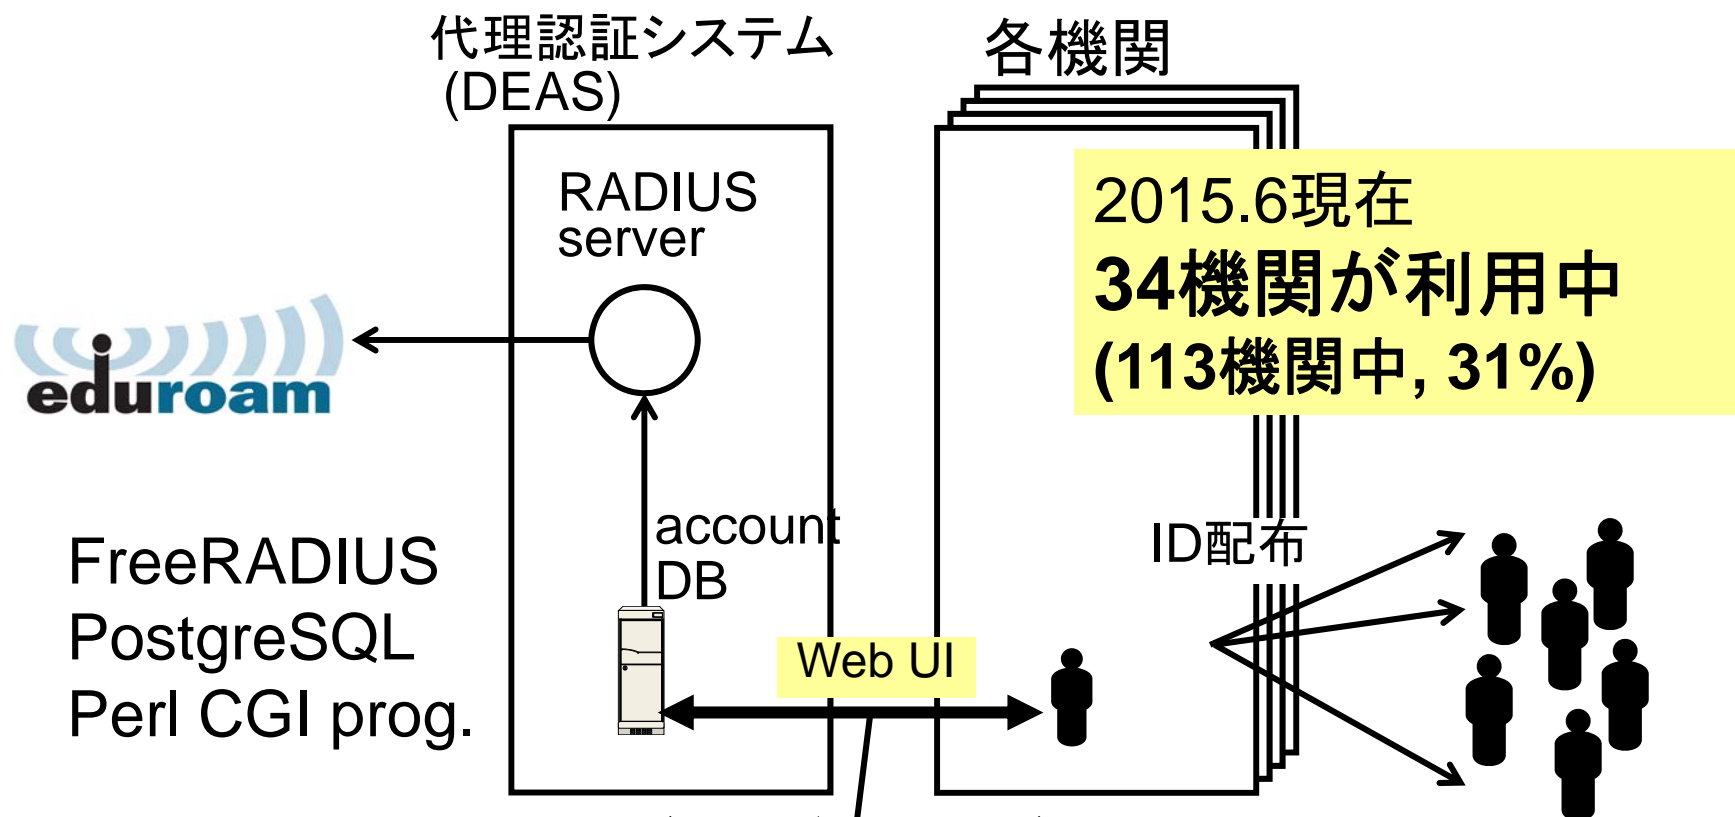 代理認証システム
(DEAS)
各機関
RADIUS
server
2015.6現在
34機関が利用中
(113機関中, 31%)
eduroam
account
DB
ID配布
FreeRADIUS
PostgreSQL
Perl CGI prog.
Web UI